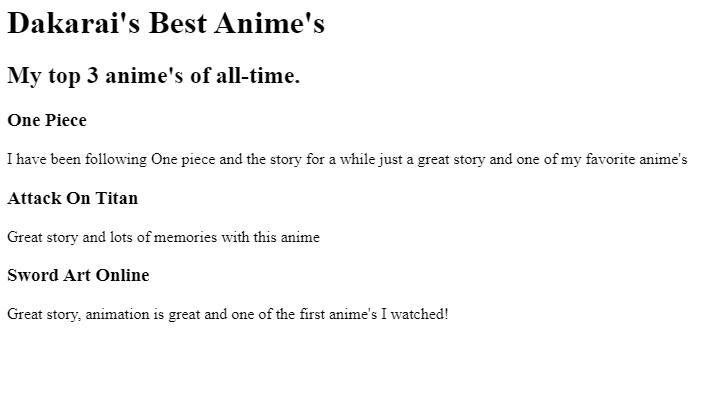 Dakarai's Best Anime's
My top 3 anime's of all-time.
One Piece
I have been following One piece and the story for a while just a great story and one of my favorite anime's
Attack On Titan
Great story and lots of memories with this anime
Sword Art Online
Great story, animation is great and one of the first anime's I watched!